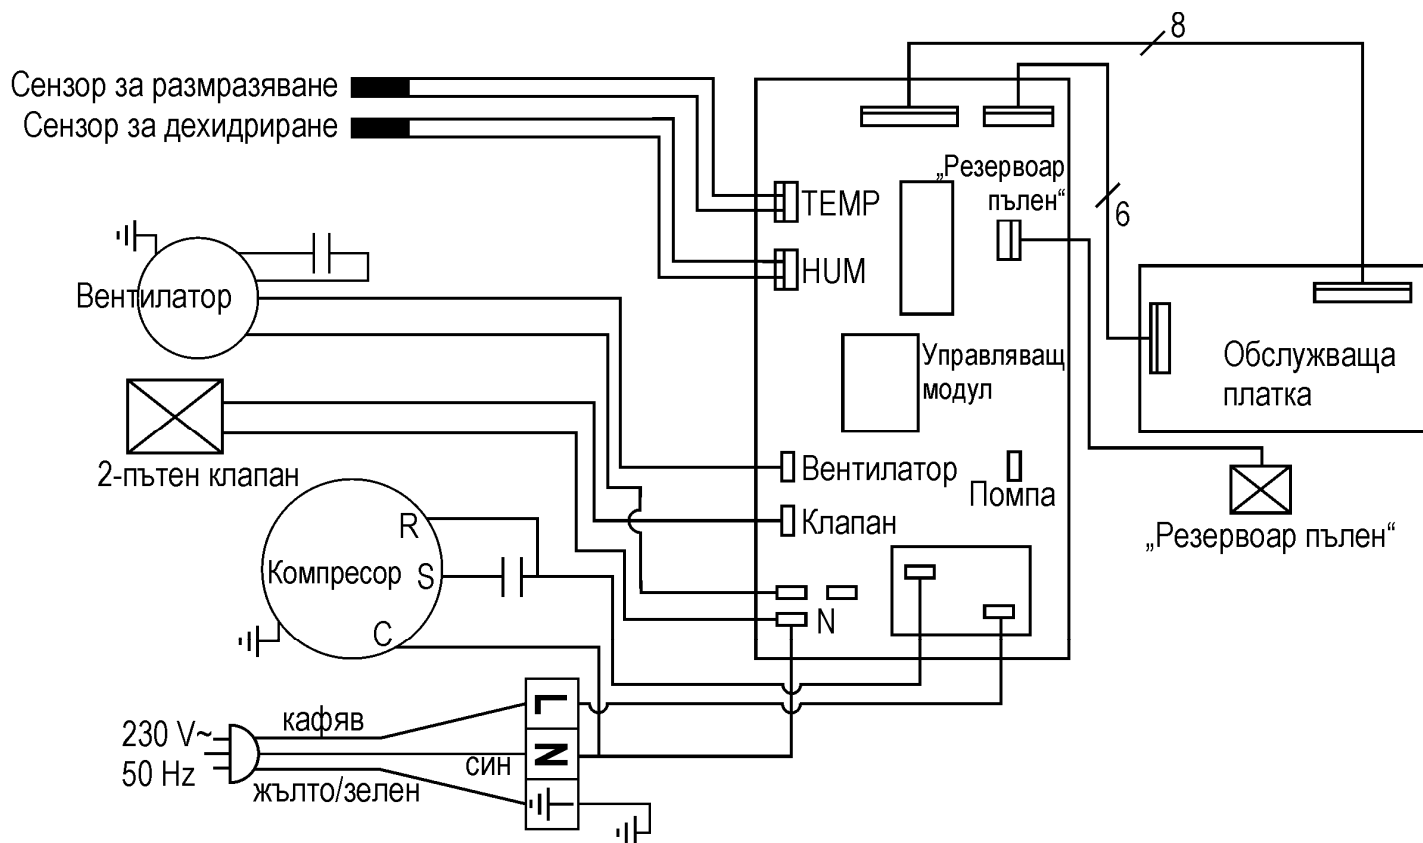 8
Сензор за размразяване
Сензор за дехидриране
„Резервоар
пълен“
TEMP
6
HUM
Вентилатор
Управляващ
модул
Обслужваща
платка
2-пътен клапан
Вентилатор
Помпа
Клапан
„Резервоар пълен“
R
Компресор
S
C
N
L
кафяв
230 V~
50 Hz
N
син
жълто/зелен